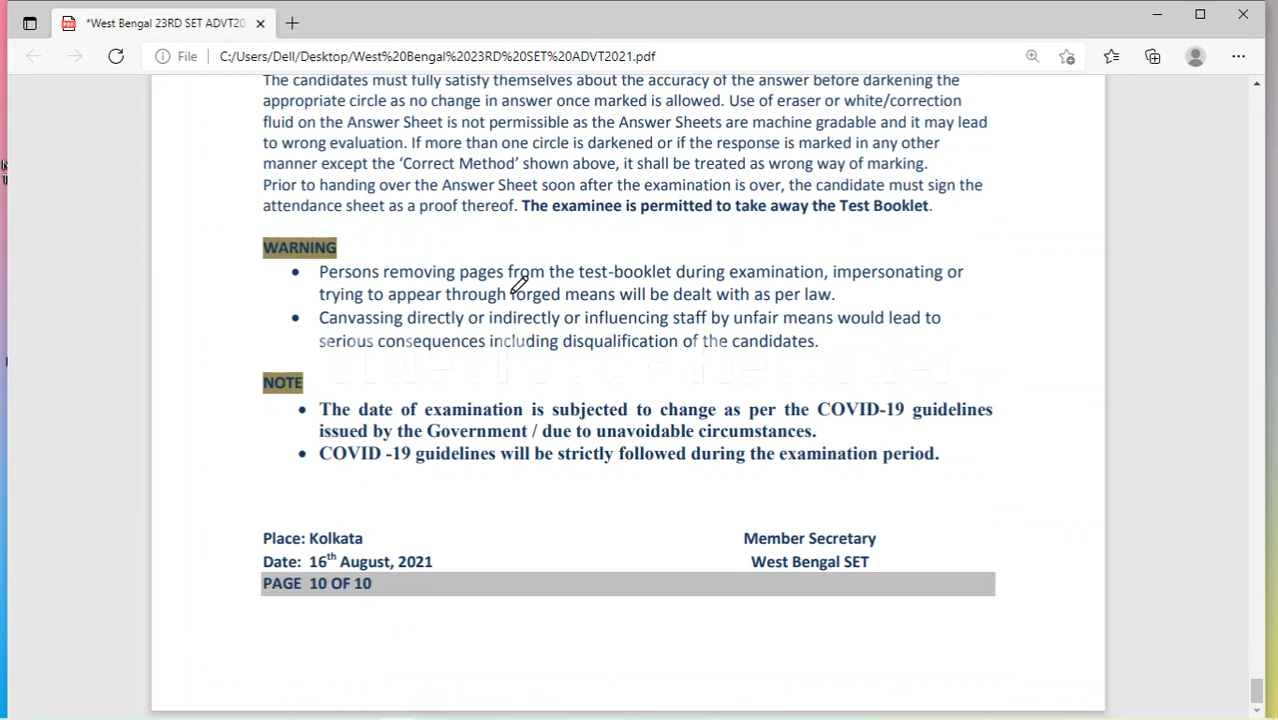 *West Bengal 23RD SET ADVT20
File
C:/Users/Dell/Desktop/West%20Bengal%2023RD%20SET%20ADVT2021.pdf
The candidates must fully satisfy themselves about the accuracy of the answer before darkening the
appropriate circle as no change in answer once marked is allowed. Use of eraser or white/correction
fluid on the Answer Sheet is not permissible as the Answer Sheets are machine gradable and it may lead
to wrong evaluation. If more than one circle is darkened or if the response is marked in any other
manner except the ‘Correct Method’ shown above, it shall be treated as wrong way of marking.
Prior to handing over the Answer Sheet soon after the examination is over, the candidate must sign the
attendance sheet as a proof thereof. The examinee is permitted to take away the Test Booklet.
WARNING
• Persons removing pages from the test-booklet during examination, impersonating or
trying to appear through forged means will be dealt with as per law.
• Canvassing directly or indirectly or influencing staff by unfair means would lead to
serious consequences including disqualification of the candidates.
NOTE
• The date of examination is subjected to change as per the COVID-19 guidelines
issued by the Government / due to unavoidable circumstances.
• COVID -19 guidelines will be strictly followed during the examination period.
Place: Kolkata Member Secretary
Date: 16th August, 2021 West Bengal SET
PAGE 10 OF 10